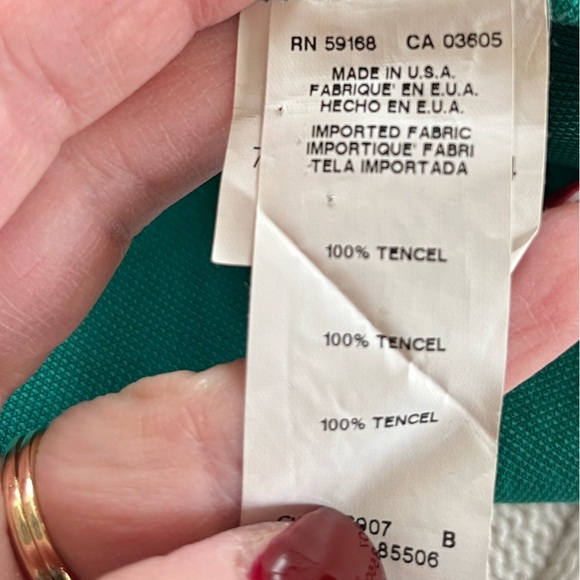 RN 59168 CA 03605
MADE IN U.S.A.
FABRIQUE' EN E.U.A.
HECHO EN E.U.A.
IMPORTED FABRIC
IMPORTIQUE' FABRI
TELA IMPORTADA
100% TENCEL
100% TENCEL
100% TENCEL
B
85506